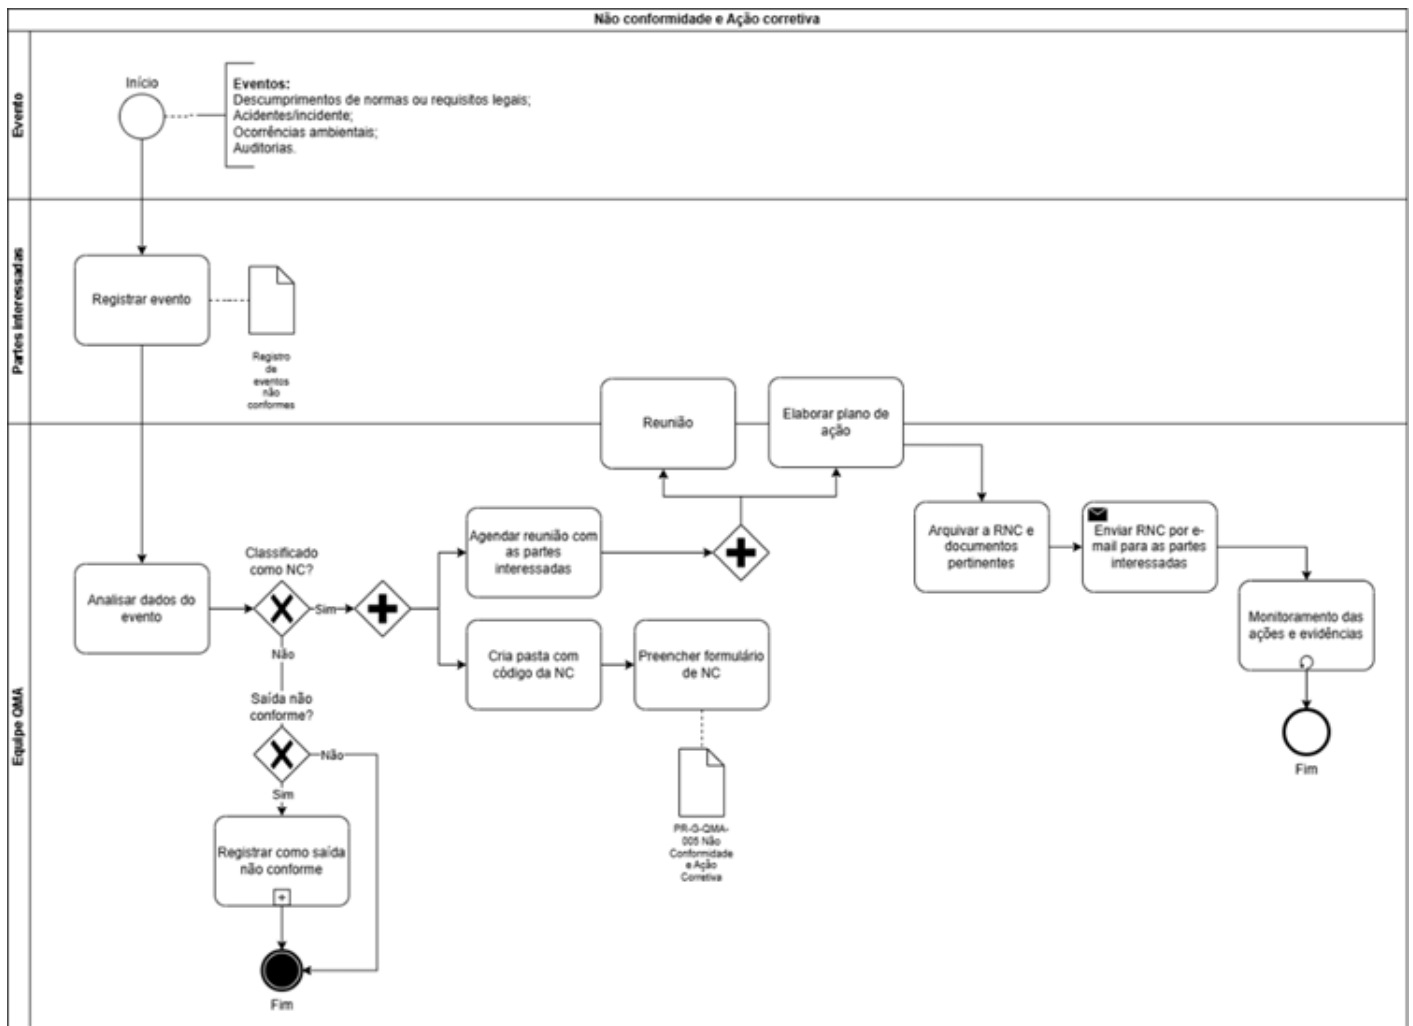 Não conformidade e Ação corretiva
Evento
Início
Eventos:
Descumprimentos de normas ou requisitos legais;
Acidentes/incidente;
Ocorrências ambientais;
Auditorias.
Partes interessadas
Registrar evento
Registro
de
eventos
não
conformes
Reunião
Elaborar plano de
ação
Equipe QMA
Analisar dados do
evento
Classificado
como NC?
Sim
Não
Agendar reunião com
as partes
interessadas
Cria pasta com
código da NC
Preencher formulário
de NC
PR-G-QMA-
005 Não
Conformidade
e Ação
Corretiva
Arquivar a RNC e
documentos
pertinentes
Enviar RNC por e-
mail para as partes
interessadas
Monitoramento das
ações e evidências
Fim
Saída não
conforme?
Não
Sim
Registrar como saída
não conforme
Fim